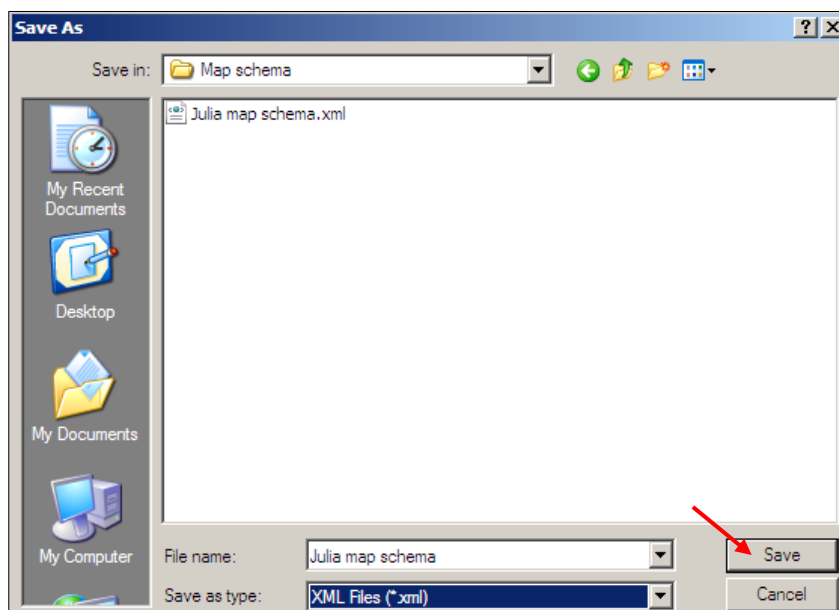 Save As
Save in:
Map schema
Julia map schema.xml
My Recent
Documents
Desktop
My Documents
My Computer
File name:
Julia map schema
Save
Save as type:
XML Files (*.xml)
Cancel